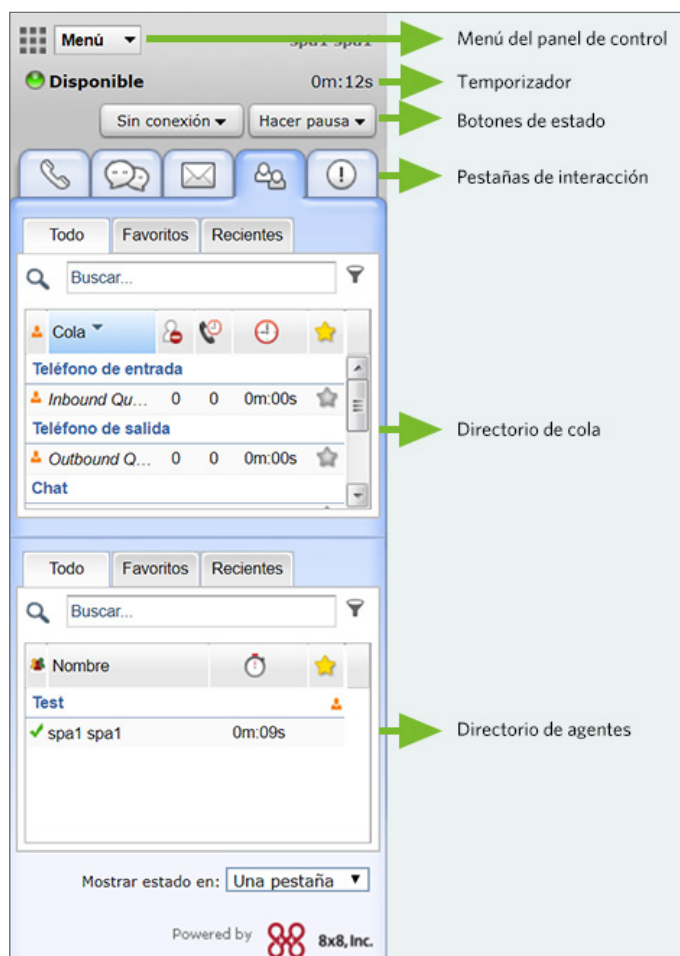 Menú
spa1 spa1
Menú del panel de control
Disponible
0m:12s
Temporizador
Sin conexión
Hacer pausa
Botones de estado
Pestañas de interacción
Todo
Favoritos
Recientes
Buscar...
Cola
Teléfono de entrada
Inbound Qu... 0 0 0m:00s
Teléfono de salida
Outbound Q... 0 0 0m:00s
Directorio de cola
Chat
Todo
Favoritos
Recientes
Buscar...
Nombre
Test
spa1 spa1 0m:09s
Directorio de agentes
Mostrar estado en: Una pestaña
Powered by 8x8, Inc.